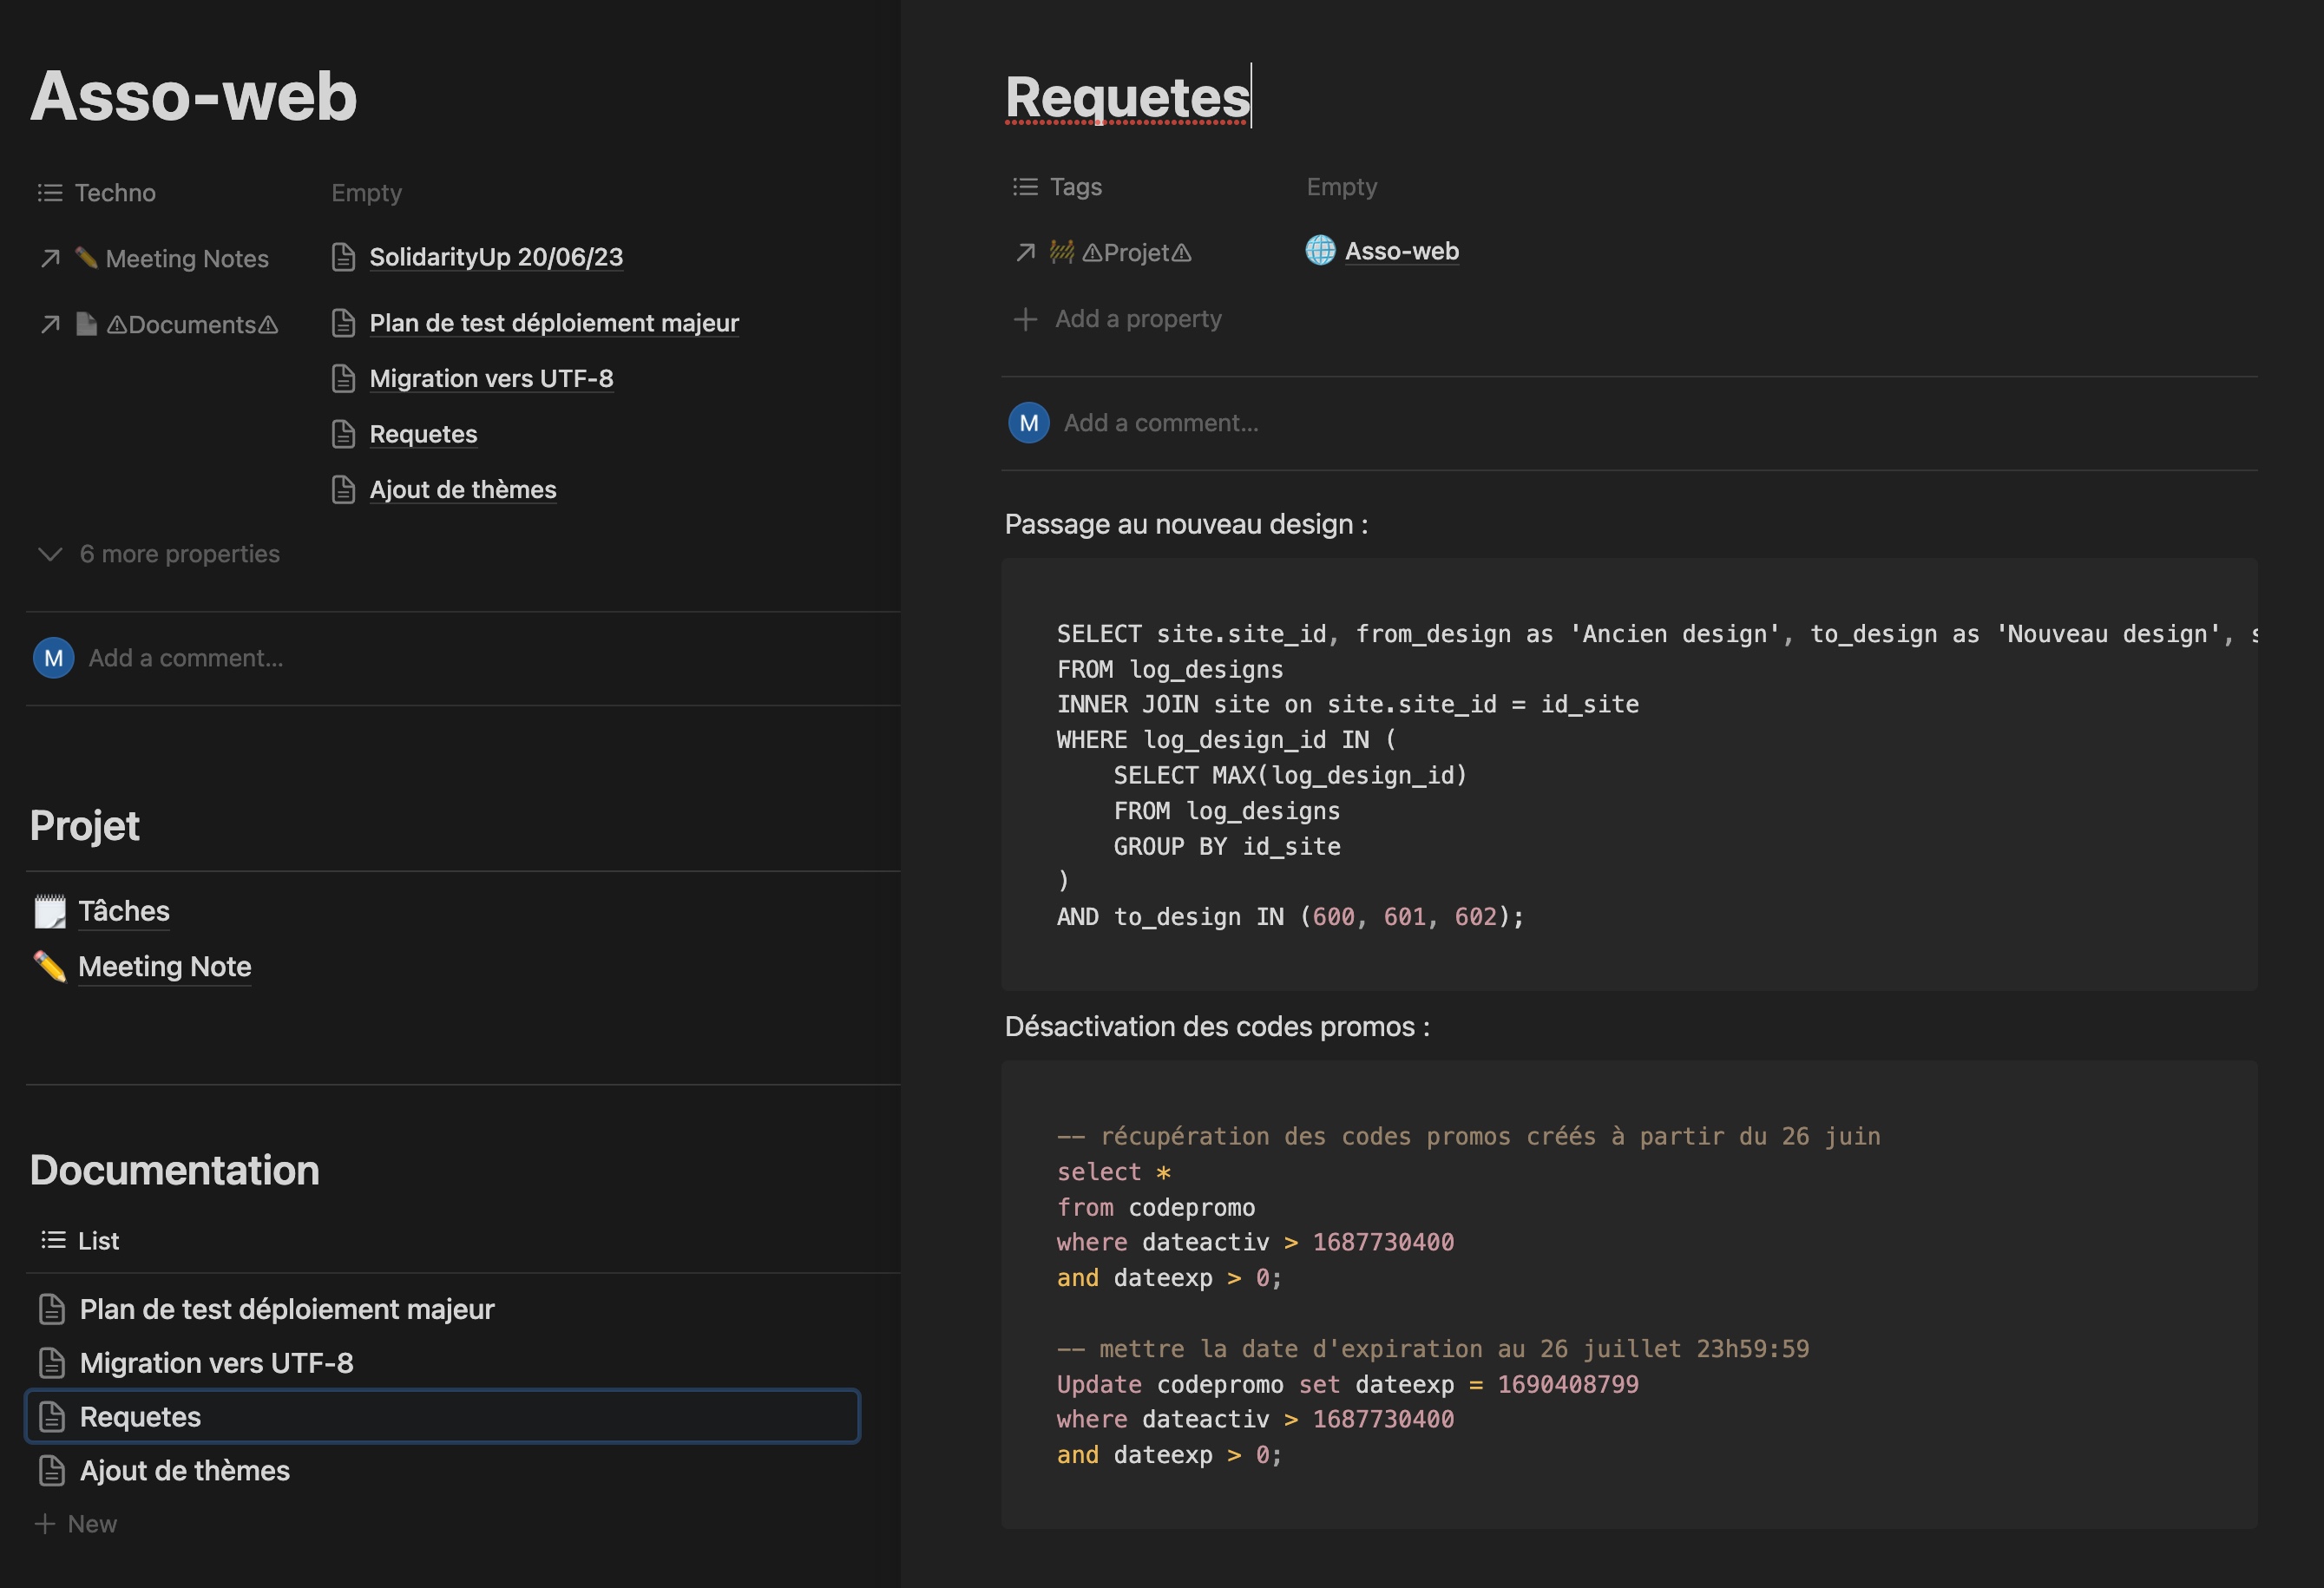 Asso-web
Techno Empty
Meeting Notes SolidarityUp 20/06/23
⚠Documents⚠ Plan de test déploiement majeur
Migration vers UTF-8
Requetes
Ajout de thèmes
6 more properties
M Add a comment...
Projet
Tâches
Meeting Note
Documentation
List
Plan de test déploiement majeur
Migration vers UTF-8
Requetes
Ajout de thèmes
+ New
Requetes
Tags Empty
⚠Projet⚠ Asso-web
+ Add a property
M Add a comment...
Passage au nouveau design :
SELECT site.site_id, from_design as 'Ancien design', to_design as 'Nouveau design',
FROM log_designs
INNER JOIN site on site.site_id = id_site
WHERE log_design_id IN (
    SELECT MAX(log_design_id)
    FROM log_designs
    GROUP BY id_site
)
AND to_design IN (600, 601, 602);
Désactivation des codes promos :
-- récupération des codes promos créés à partir du 26 juin
select *
from codepromo
where dateactiv > 1687730400
and dateexp > 0;
-- mettre la date d'expiration au 26 juillet 23h59:59
Update codepromo set dateexp = 1690408799
where dateactiv > 1687730400
and dateexp > 0;